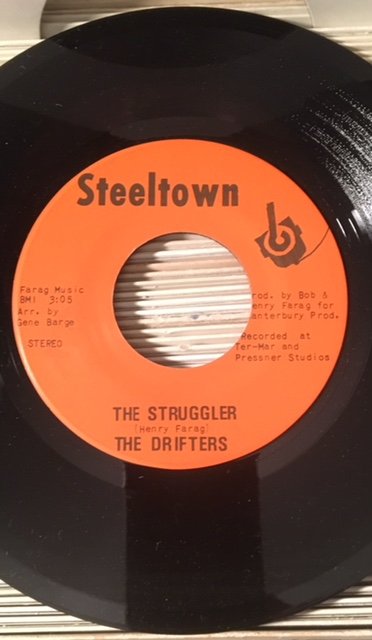 Steeltown
Farag Music
BMI 3:05
Arr. by
Gene Barge
STEREO
rod. by Bob &
enry Farag for
anterbury Prod.
Recorded at
Ter-Mar and
Pressner Studios
THE STRUGGLER
(Henry Farag)
THE DRIFTERS